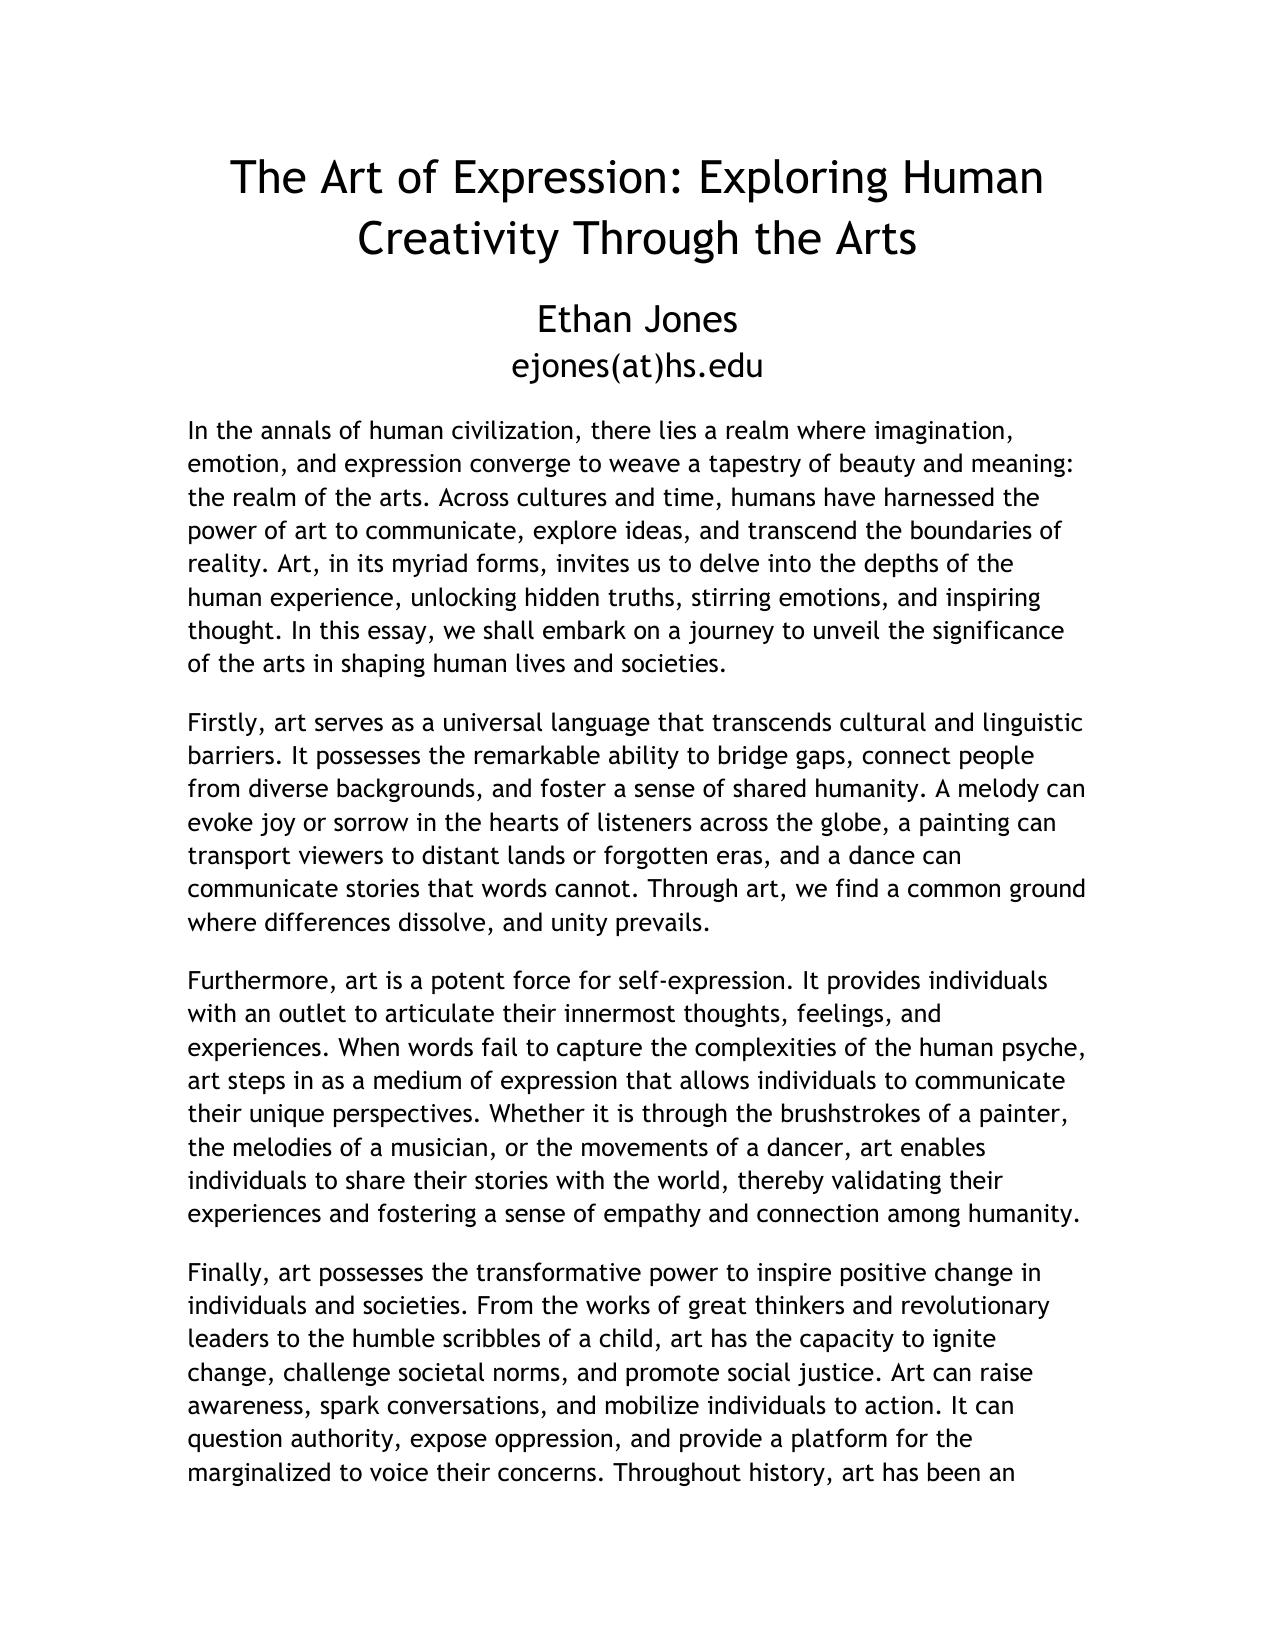 The Art of Expression: Exploring Human
Creativity Through the Arts
Ethan Jones
ejones(at)hs.edu
In the annals of human civilization, there lies a realm where imagination,
emotion, and expression converge to weave a tapestry of beauty and meaning:
the realm of the arts. Across cultures and time, humans have harnessed the
power of art to communicate, explore ideas, and transcend the boundaries of
reality. Art, in its myriad forms, invites us to delve into the depths of the
human experience, unlocking hidden truths, stirring emotions, and inspiring
thought. In this essay, we shall embark on a journey to unveil the significance
of the arts in shaping human lives and societies.
Firstly, art serves as a universal language that transcends cultural and linguistic
barriers. It possesses the remarkable ability to bridge gaps, connect people
from diverse backgrounds, and foster a sense of shared humanity. A melody can
evoke joy or sorrow in the hearts of listeners across the globe, a painting can
transport viewers to distant lands or forgotten eras, and a dance can
communicate stories that words cannot. Through art, we find a common ground
where differences dissolve, and unity prevails.
Furthermore, art is a potent force for self-expression. It provides individuals
with an outlet to articulate their innermost thoughts, feelings, and
experiences. When words fail to capture the complexities of the human psyche,
art steps in as a medium of expression that allows individuals to communicate
their unique perspectives. Whether it is through the brushstrokes of a painter,
the melodies of a musician, or the movements of a dancer, art enables
individuals to share their stories with the world, thereby validating their
experiences and fostering a sense of empathy and connection among humanity.
Finally, art possesses the transformative power to inspire positive change in
individuals and societies. From the works of great thinkers and revolutionary
leaders to the humble scribbles of a child, art has the capacity to ignite
change, challenge societal norms, and promote social justice. Art can raise
awareness, spark conversations, and mobilize individuals to action. It can
question authority, expose oppression, and provide a platform for the
marginalized to voice their concerns. Throughout history, art has been an